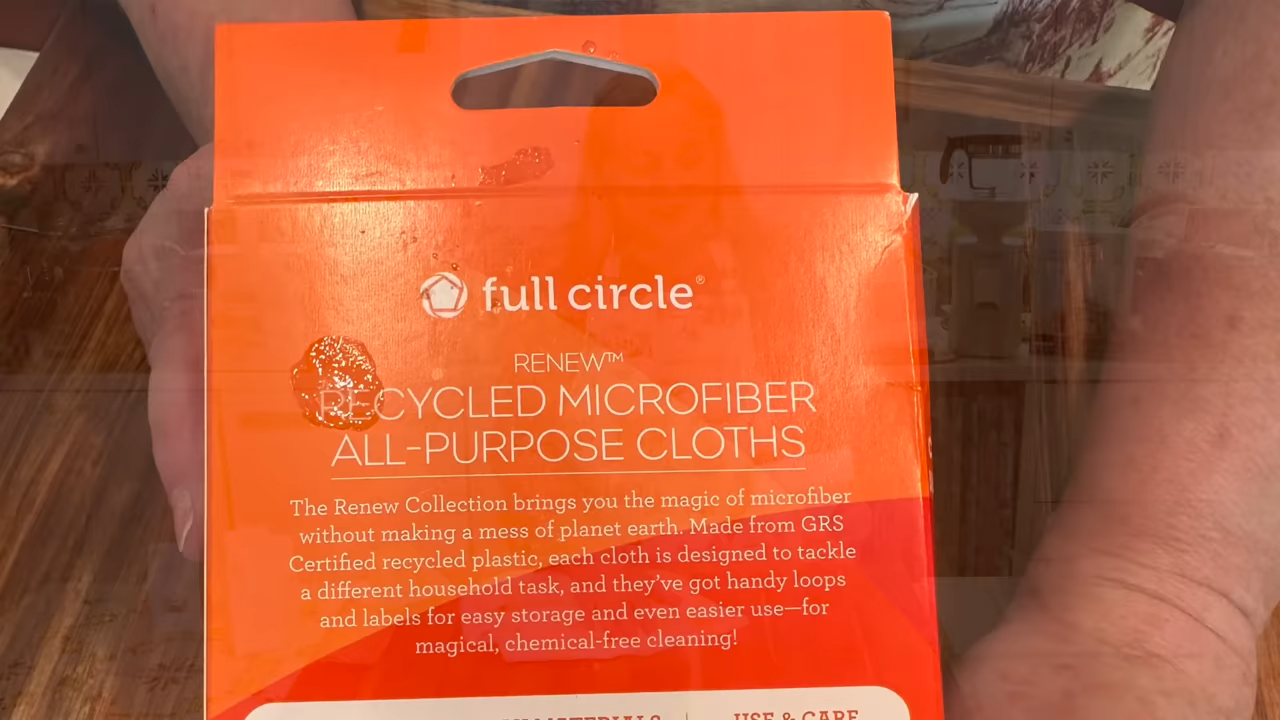 full circle®
RENEW™
RECYCLED MICROFIBER
ALL-PURPOSE CLOTHS
The Renew Collection brings you the magic of microfiber
without making a mess of planet earth. Made from GRS
Certified recycled plastic, each cloth is designed to tackle
a different household task, and they've got handy loops
and labels for easy storage and even easier use—for
magical, chemical-free cleaning!
USE & CARE